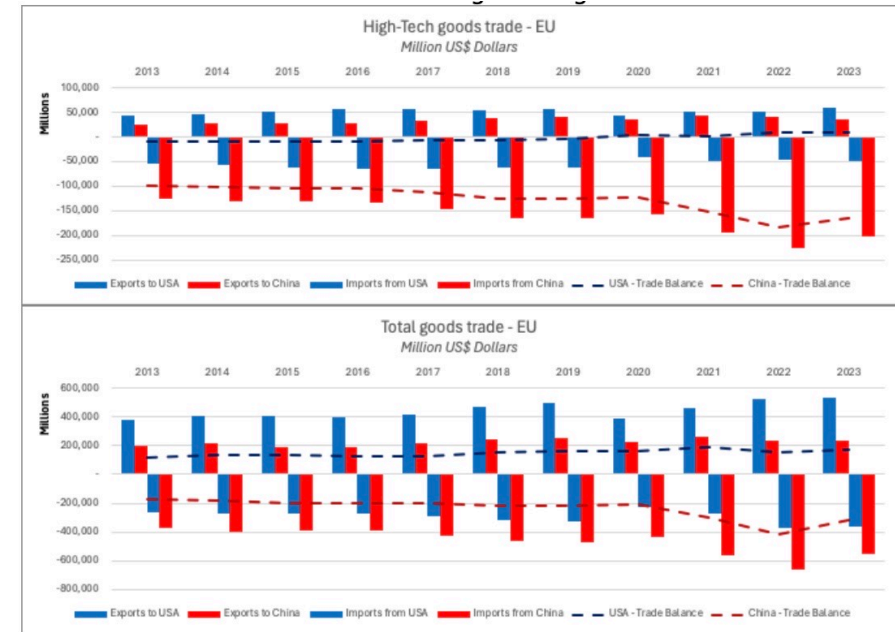 High-Tech goods trade - EU
Million US$ Dollars
2013 2014 2015 2016 2017 2018 2019 2020 2021 2022 2023
Millions
100,000
50,000
-
-50,000
-100,000
-150,000
-200,000
-250,000
Exports to USA Exports to China Imports from USA Imports from China USA - Trade Balance China - Trade Balance
Total goods trade - EU
Million US$ Dollars
2013 2014 2015 2016 2017 2018 2019 2020 2021 2022 2023
Millions
600,000
400,000
200,000
-
-200,000
-400,000
-600,000
-800,000
Exports to USA Exports to China Imports from USA Imports from China USA - Trade Balance China - Trade Balance